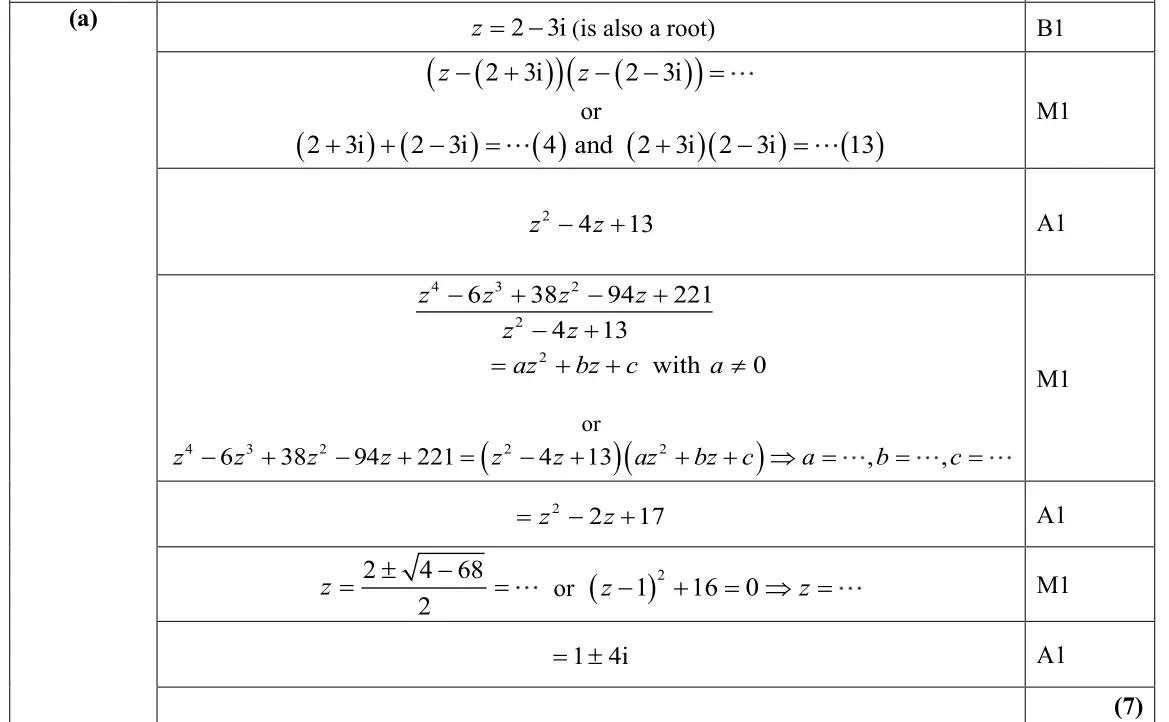 (a)
z = 2 − 3i (is also a root) B1
(z − (2 + 3i))(z − (2 − 3i)) = ⋯
or
(2 + 3i) + (2 − 3i) = ⋯(4) and (2 + 3i)(2 − 3i) = ⋯(13)
M1
z² − 4z + 13 A1
z⁴ − 6z³ + 38z² − 94z + 221
z² − 4z + 13
= az² + bz + c with a ≠ 0
or
z⁴ − 6z³ + 38z² − 94z + 221 = (z² − 4z + 13)(az² + bz + c) ⇒ a = ⋯, b = ⋯, c = ⋯
M1
= z² − 2z + 17 A1
z = (2 ± √(4 − 68))/2 = ⋯ or (z − 1)² + 16 = 0 ⇒ z = ⋯ M1
= 1 ± 4i A1
(7)